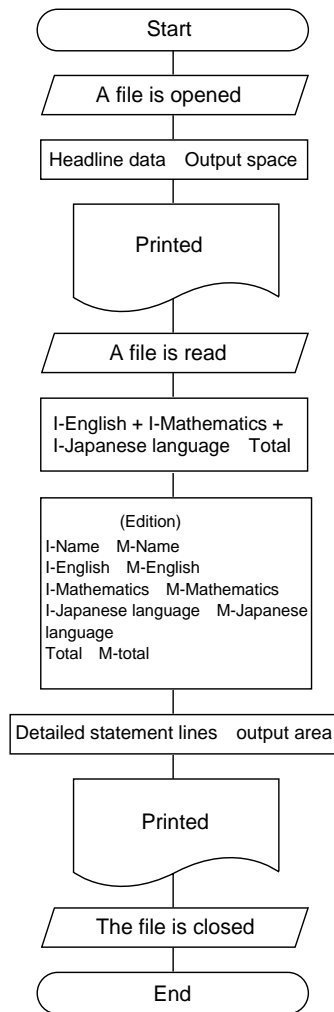 Start
A file is opened
Headline data Output space
Printed
A file is read
I-English + I-Mathematics +
I-Japanese language Total
(Edition)
I-Name M-Name
I-English M-English
I-Mathematics M-Mathematics
I-Japanese language M-Japanese
language
Total M-total
Detailed statement lines output area
Printed
The file is closed
End